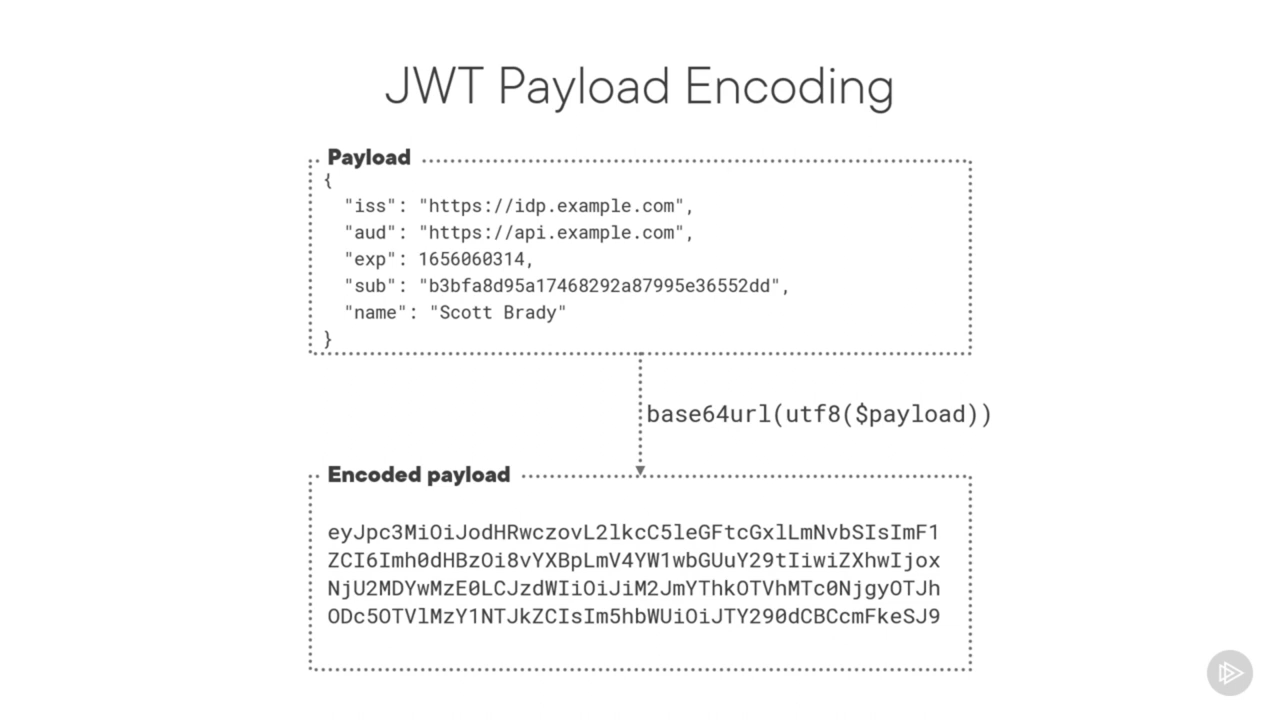 JWT Payload Encoding
Payload
{
"iss": "https://idp.example.com",
"aud": "https://api.example.com",
"exp": 1656060314,
"sub": "b3bfa8d95a17468292a87995e36552dd",
"name": "Scott Brady"
}
base64url(utf8($payload))
Encoded payload
eyJpc3MiOiJodHRwczovL2lkcC5leGFtcGxlLmNvbSIsImF1
ZCI6Imh0dHBzOi8vYXBpLmV4YW1wbGUuY29tIiwiZXhwIjox
NjU2MDYwMzE0LCJzdWIiOiJiM2JmYThkOTVhMTc0NjgyOTJh
ODc5OTVlMzY1NTJkZCIsIm5hbWUiOiJTY290dCBCcmFkeSJ9